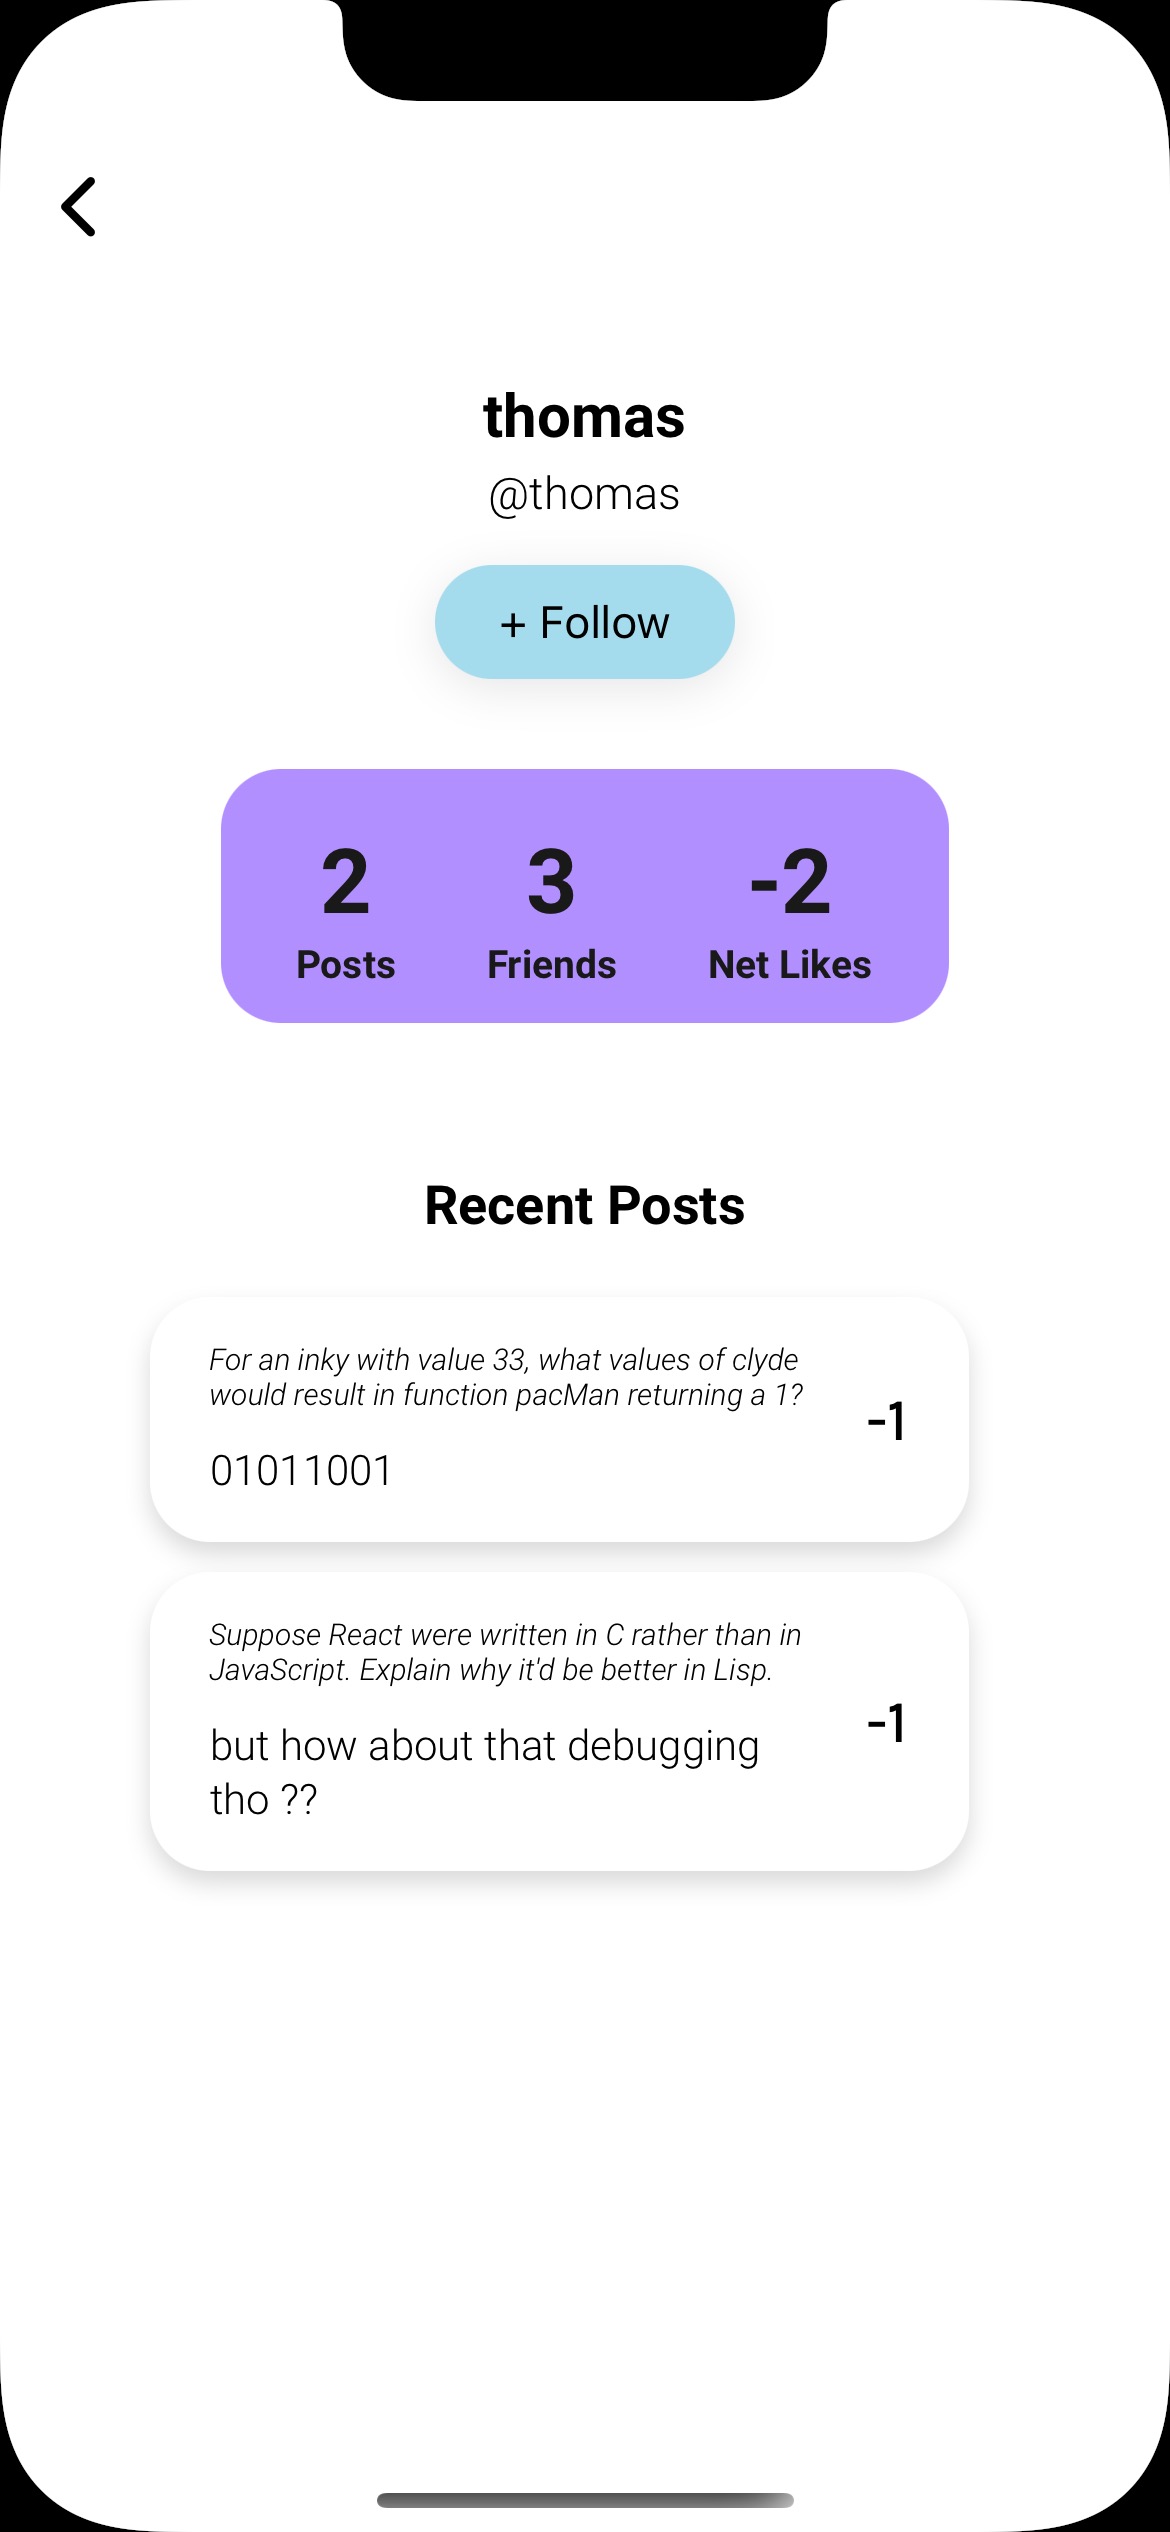 thomas
@thomas
+ Follow
2 3 -2
Posts Friends Net Likes
Recent Posts
For an inky with value 33, what values of clyde
would result in function pacMan returning a 1?
-1
01011001
Suppose React were written in C rather than in
JavaScript. Explain why it'd be better in Lisp.
-1
but how about that debugging
tho ??